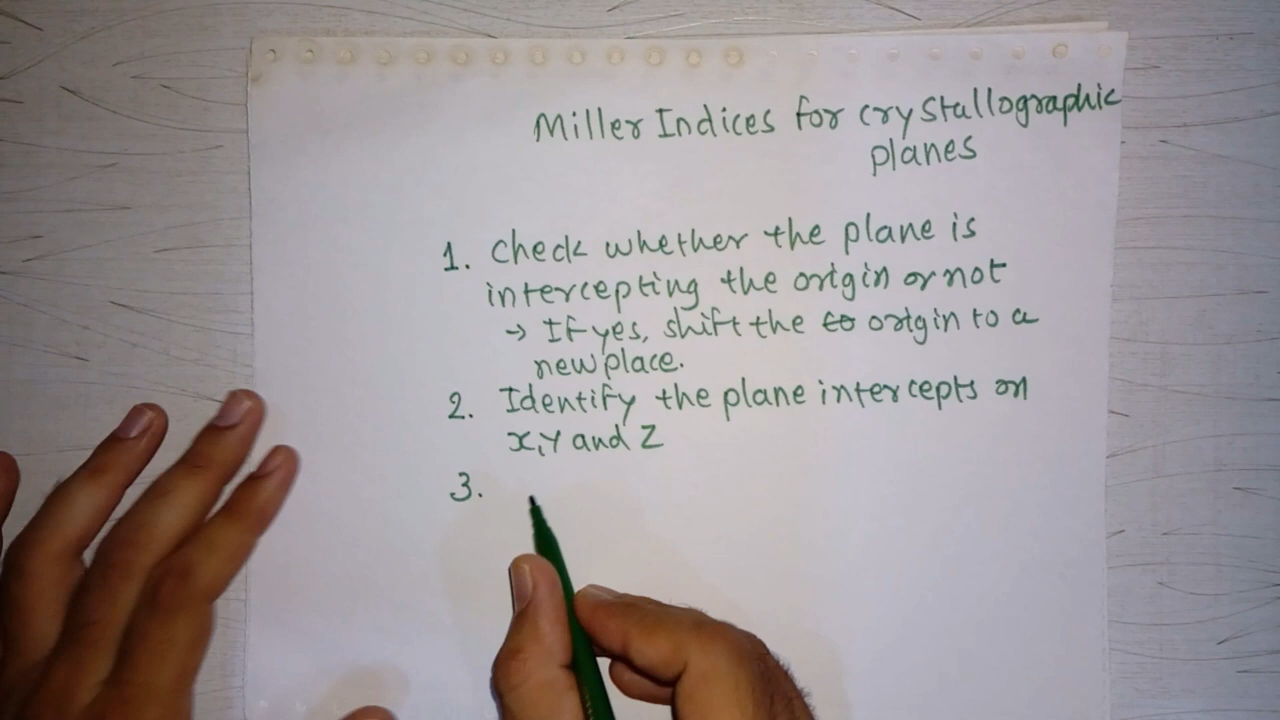 Miller Indices for crystallographic
planes
1. Check whether the plane is
intercepting the origin or not
→ If yes, shift the to origin to a
new place.
2. Identify the plane intercepts on
x, y and z
3.